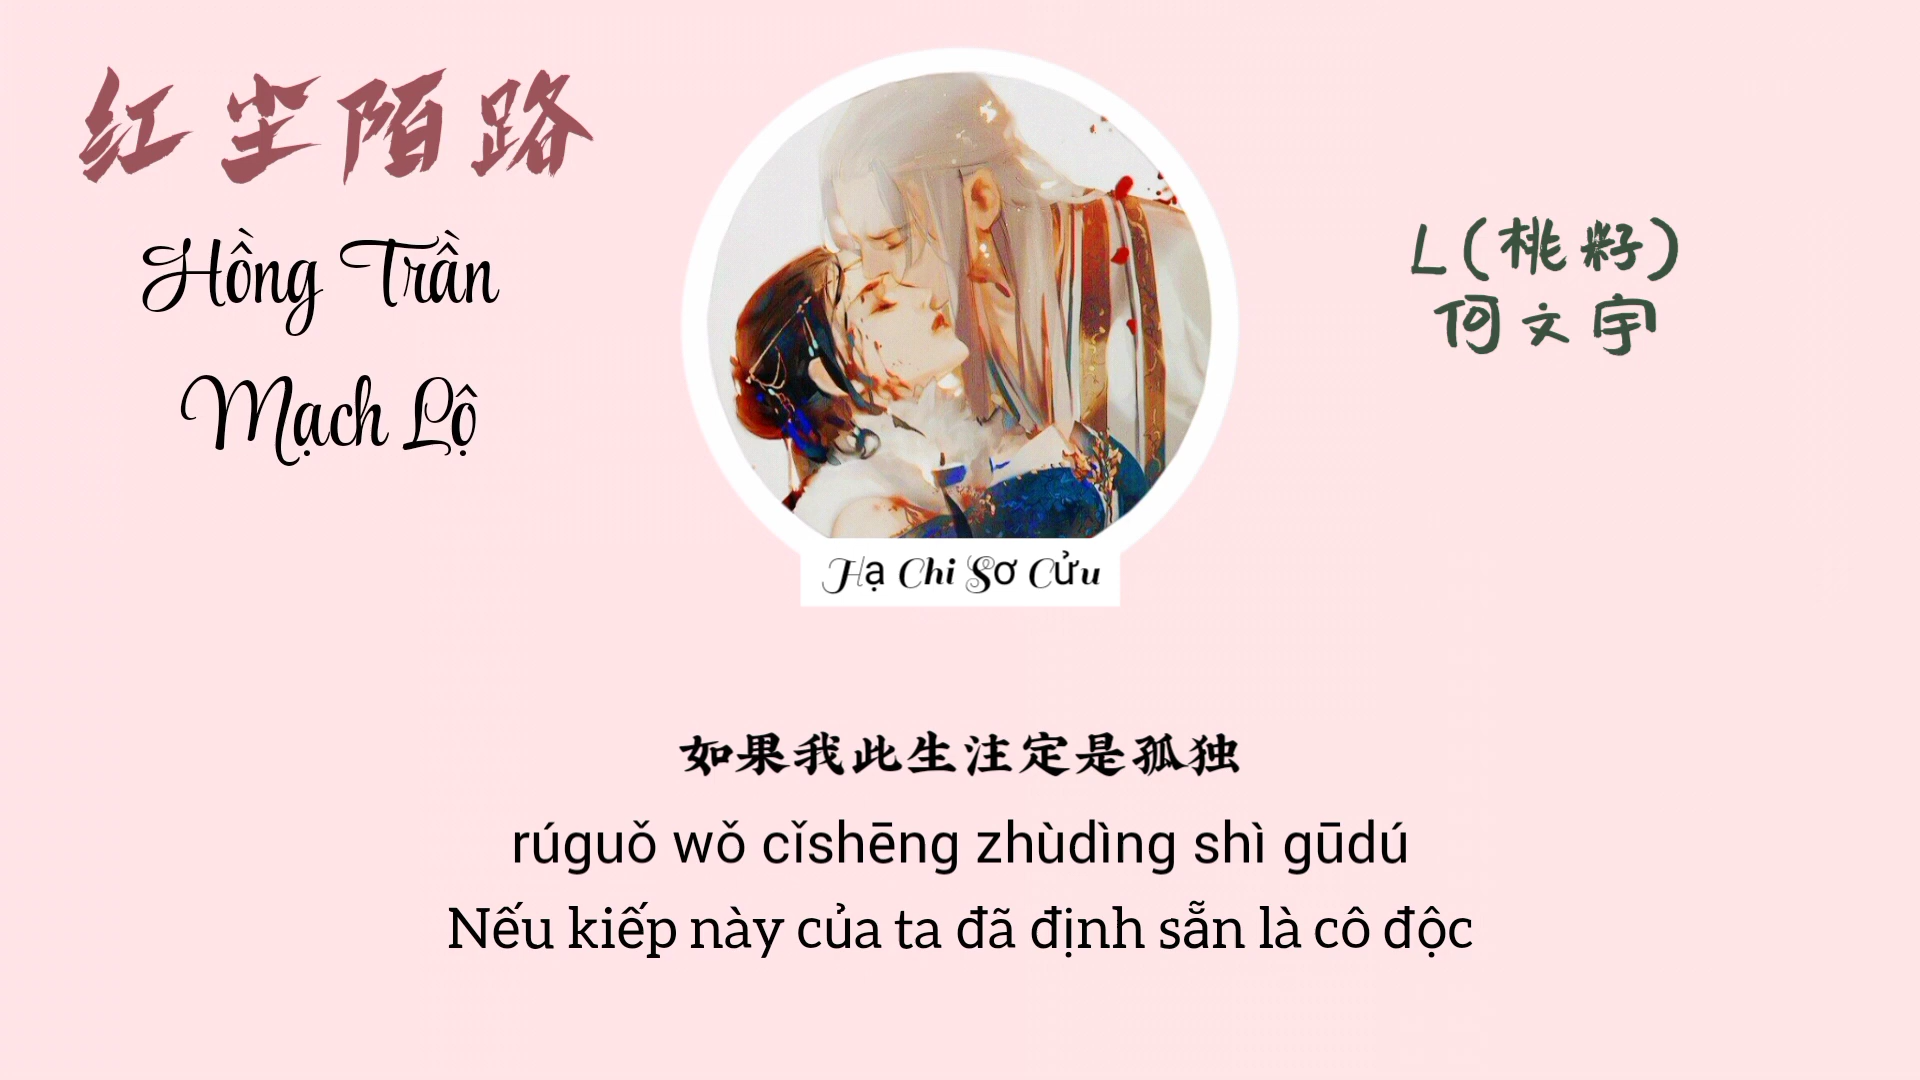 红尘陌路
Hồng Trần
Mạch Lộ
L(桃籽)
何文宇
Hạ Chi Sơ Cửu
如果我此生注定是孤独
rúguǒ wǒ cǐshēng zhùdìng shì gūdú
Nếu kiếp này của ta đã định sẵn là cô độc